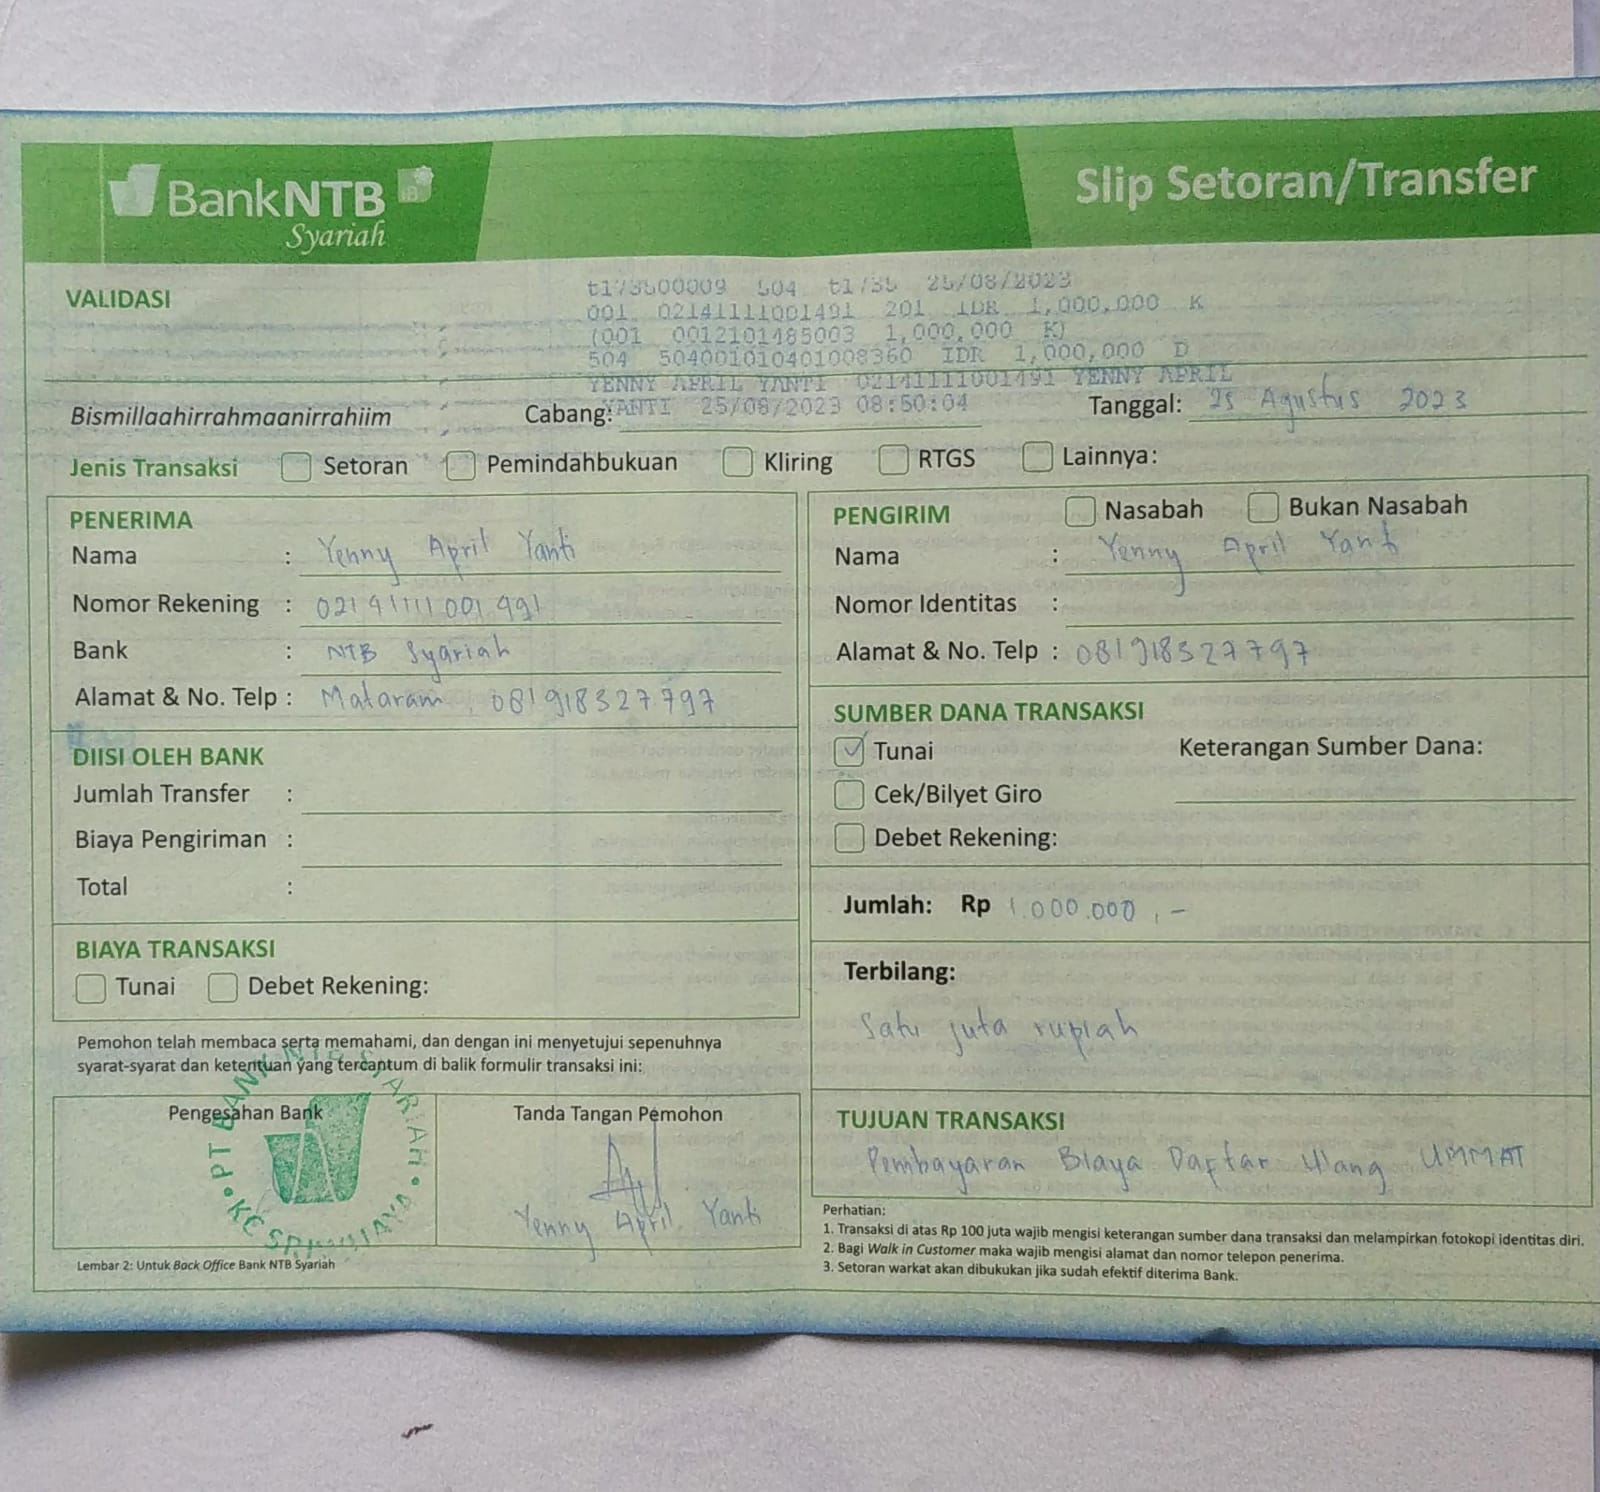 BankNTB
Syariah
Slip Setoran/Transfer
VALIDASI
t173500009 504 t1735 25/08/2023
001 02141111001491 201 IDR 1,000,000 K
(001 0012101485003 1,000,000 K)
504 504001010401008360 IDR 1,000,000 D
YENNY APRIL YANTI 02141111001491 YENNY APRIL
YANTI 25/08/2023 08:50:04
Bismillaahirrahmaanirrahiim
Cabang:
Tanggal: 25 Agustus 2023
Jenis Transaksi Setoran Pemindahbukuan Kliring RTGS Lainnya:
PENERIMA
Nama : Yenny April Yanti
Nomor Rekening : 02141111001491
Bank : NTB Syariah
Alamat & No. Telp : Mataram, 081918327797
DIISI OLEH BANK
Jumlah Transfer :
Biaya Pengiriman :
Total :
BIAYA TRANSAKSI
Tunai Debet Rekening:
Pemohon telah membaca serta memahami, dan dengan ini menyetujui sepenuhnya
syarat-syarat dan ketentuan yang tercantum di balik formulir transaksi ini:
Pengesahan Bank
PT BANK NTB SYARIAH
KC SRIWIJAYA
Tanda Tangan Pemohon
Yenny April Yanti
Lembar 2: Untuk Back Office Bank NTB Syariah
PENGIRIM Nasabah Bukan Nasabah
Nama : Yenny April Yanti
Nomor Identitas :
Alamat & No. Telp : 081918327797
SUMBER DANA TRANSAKSI
Tunai Keterangan Sumber Dana:
Cek/Bilyet Giro
Debet Rekening:
Jumlah: Rp 1.000.000,-
Terbilang:
Satu juta rupiah
TUJUAN TRANSAKSI
Pembayaran Biaya Daftar Ulang UMMAT
Perhatian:
1. Transaksi di atas Rp 100 juta wajib mengisi keterangan sumber dana transaksi dan melampirkan fotokopi identitas diri.
2. Bagi Walk in Customer maka wajib mengisi alamat dan nomor telepon penerima.
3. Setoran warkat akan dibukukan jika sudah efektif diterima Bank.